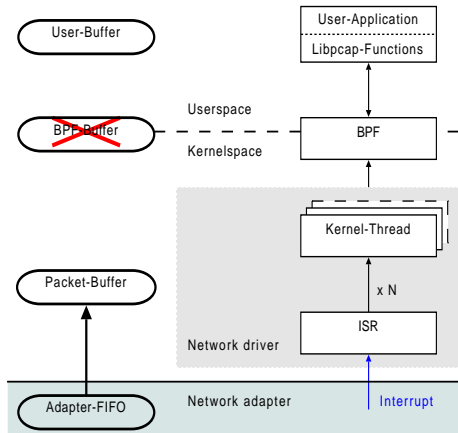 User-Buffer
User-Application
Libpcap-Functions
Userspace
BPF-Buffer
BPF
Kernelspace
Kernel-Thread
Packet-Buffer
x N
ISR
Network driver
Adapter-FIFO
Network adapter
Interrupt